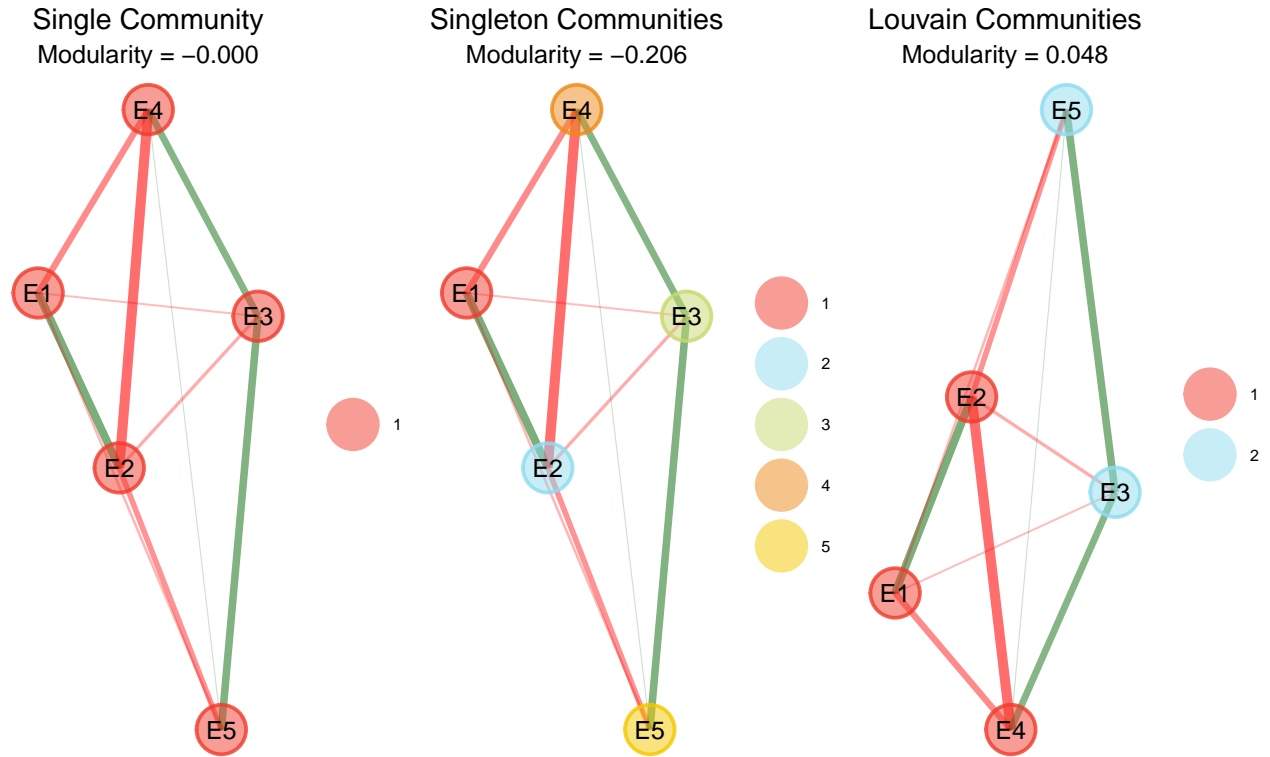 Single Community
Modularity = −0.000
E4
E1
E3
E2
E5
1
Singleton Communities
Modularity = −0.206
E4
E1
E3
E2
E5
1
2
3
4
5
Louvain Communities
Modularity = 0.048
E5
E2
E3
E1
E4
1
2